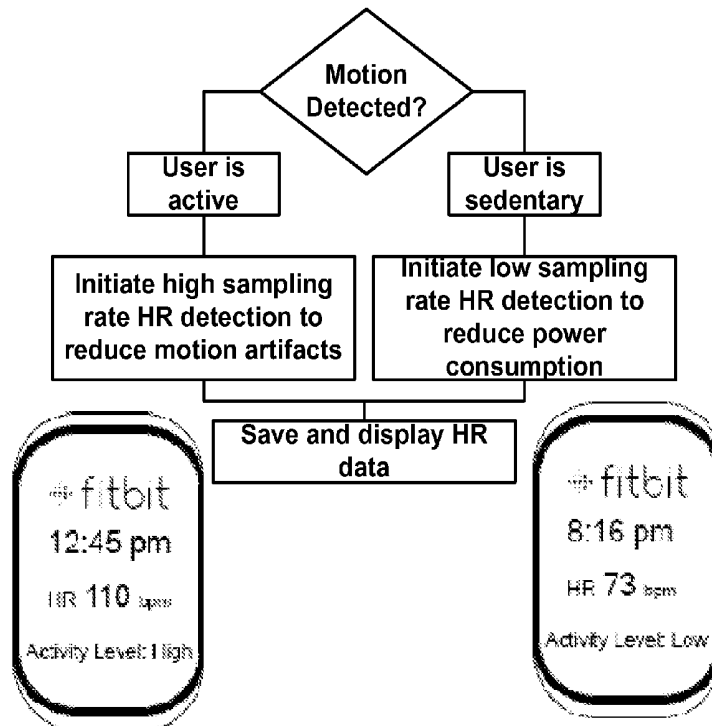 Motion
Detected?
User is
active
User is
sedentary
Initiate high sampling
rate HR detection to
reduce motion artifacts
Initiate low sampling
rate HR detection to
reduce power
consumption
Save and display HR
data
fitbit
12:45 pm
HR 110 bpm
Activity Level: High
fitbit
8:16 pm
HR 73 bpm
Activity Level: Low